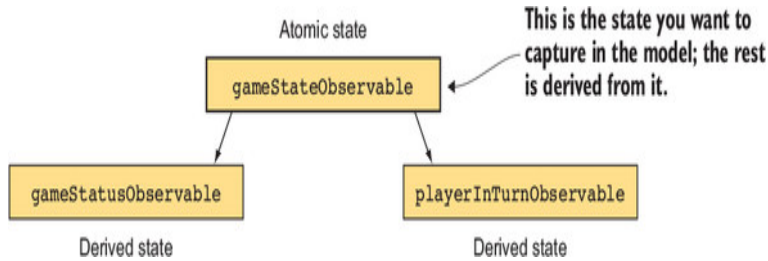 Atomic state
gameStateObservable
This is the state you want to
capture in the model; the rest
is derived from it.
gameStatusObservable
playerInTurnObservable
Derived state
Derived state